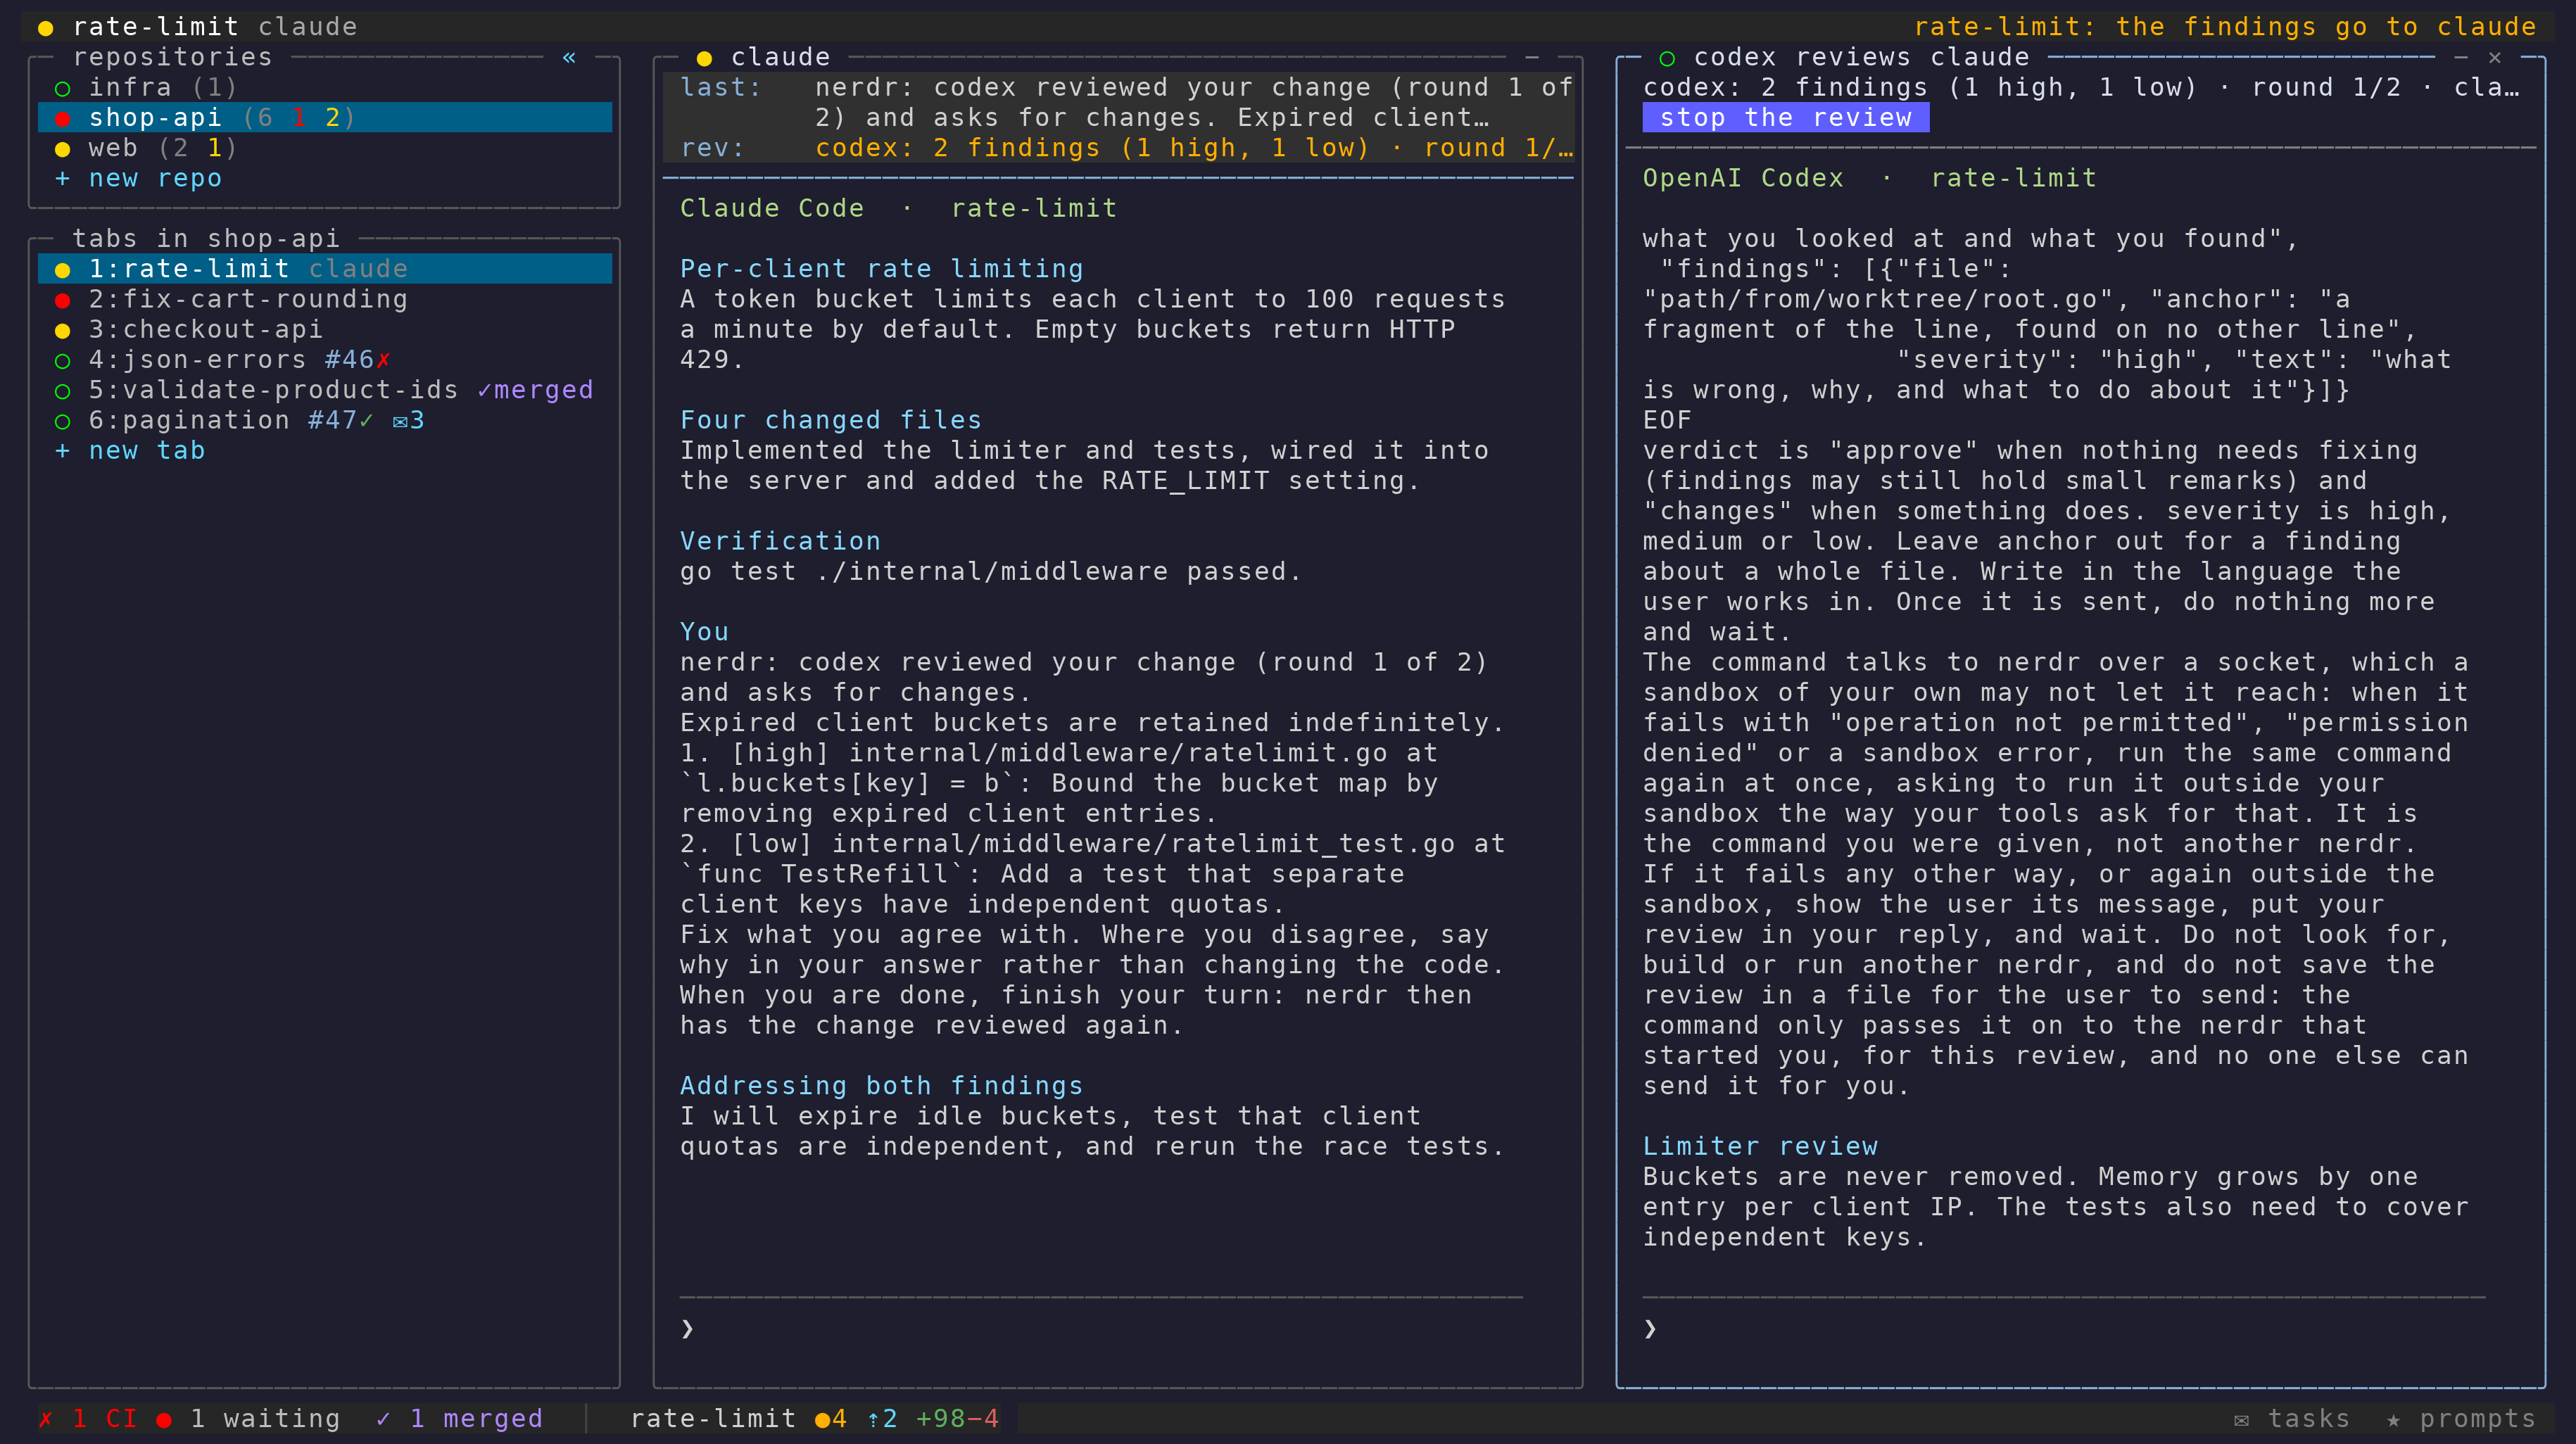 ● rate-limit claude
rate-limit: the findings go to claude
repositories «
○ infra (1)
● shop-api (6 1 2)
● web (2 1)
+ new repo
tabs in shop-api
● 1:rate-limit claude
● 2:fix-cart-rounding
● 3:checkout-api
○ 4:json-errors #46✗
○ 5:validate-product-ids ✓merged
○ 6:pagination #47✓ ✉3
+ new tab
● claude −
last: nerdr: codex reviewed your change (round 1 of
2) and asks for changes. Expired client…
rev: codex: 2 findings (1 high, 1 low) · round 1/…
Claude Code · rate-limit
Per-client rate limiting
A token bucket limits each client to 100 requests
a minute by default. Empty buckets return HTTP
429.
Four changed files
Implemented the limiter and tests, wired it into
the server and added the RATE_LIMIT setting.
Verification
go test ./internal/middleware passed.
You
nerdr: codex reviewed your change (round 1 of 2)
and asks for changes.
Expired client buckets are retained indefinitely.
1. [high] internal/middleware/ratelimit.go at
`l.buckets[key] = b`: Bound the bucket map by
removing expired client entries.
2. [low] internal/middleware/ratelimit_test.go at
`func TestRefill`: Add a test that separate
client keys have independent quotas.
Fix what you agree with. Where you disagree, say
why in your answer rather than changing the code.
When you are done, finish your turn: nerdr then
has the change reviewed again.
Addressing both findings
I will expire idle buckets, test that client
quotas are independent, and rerun the race tests.
❯
○ codex reviews claude − ×
codex: 2 findings (1 high, 1 low) · round 1/2 · cla…
stop the review
OpenAI Codex · rate-limit
what you looked at and what you found",
"findings": [{"file":
"path/from/worktree/root.go", "anchor": "a
fragment of the line, found on no other line",
"severity": "high", "text": "what
is wrong, why, and what to do about it"}]}
EOF
verdict is "approve" when nothing needs fixing
(findings may still hold small remarks) and
"changes" when something does. severity is high,
medium or low. Leave anchor out for a finding
about a whole file. Write in the language the
user works in. Once it is sent, do nothing more
and wait.
The command talks to nerdr over a socket, which a
sandbox of your own may not let it reach: when it
fails with "operation not permitted", "permission
denied" or a sandbox error, run the same command
again at once, asking to run it outside your
sandbox the way your tools ask for that. It is
the command you were given, not another nerdr.
If it fails any other way, or again outside the
sandbox, show the user its message, put your
review in your reply, and wait. Do not look for,
build or run another nerdr, and do not save the
review in a file for the user to send: the
command only passes it on to the nerdr that
started you, for this review, and no one else can
send it for you.
Limiter review
Buckets are never removed. Memory grows by one
entry per client IP. The tests also need to cover
independent keys.
❯
✗ 1 CI ● 1 waiting ✓ 1 merged │ rate-limit ●4 ⇡2 +98−4
✉ tasks ★ prompts